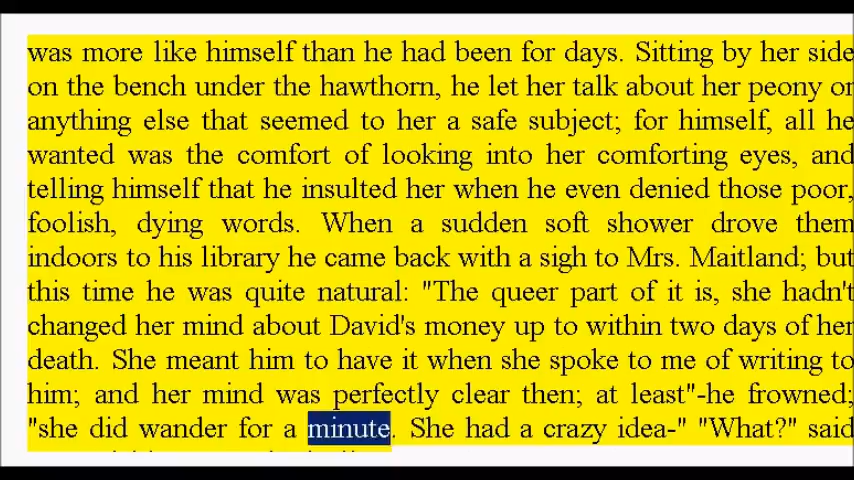 was more like himself than he had been for days. Sitting by her side
on the bench under the hawthorn, he let her talk about her peony or
anything else that seemed to her a safe subject; for himself, all he
wanted was the comfort of looking into her comforting eyes, and
telling himself that he insulted her when he even denied those poor,
foolish, dying words. When a sudden soft shower drove them
indoors to his library he came back with a sigh to Mrs. Maitland; but
this time he was quite natural: "The queer part of it is, she hadn't
changed her mind about David's money up to within two days of her
death. She meant him to have it when she spoke to me of writing to
him; and her mind was perfectly clear then; at least"-he frowned;
"she did wander for a minute. She had a crazy idea-" "What?" said